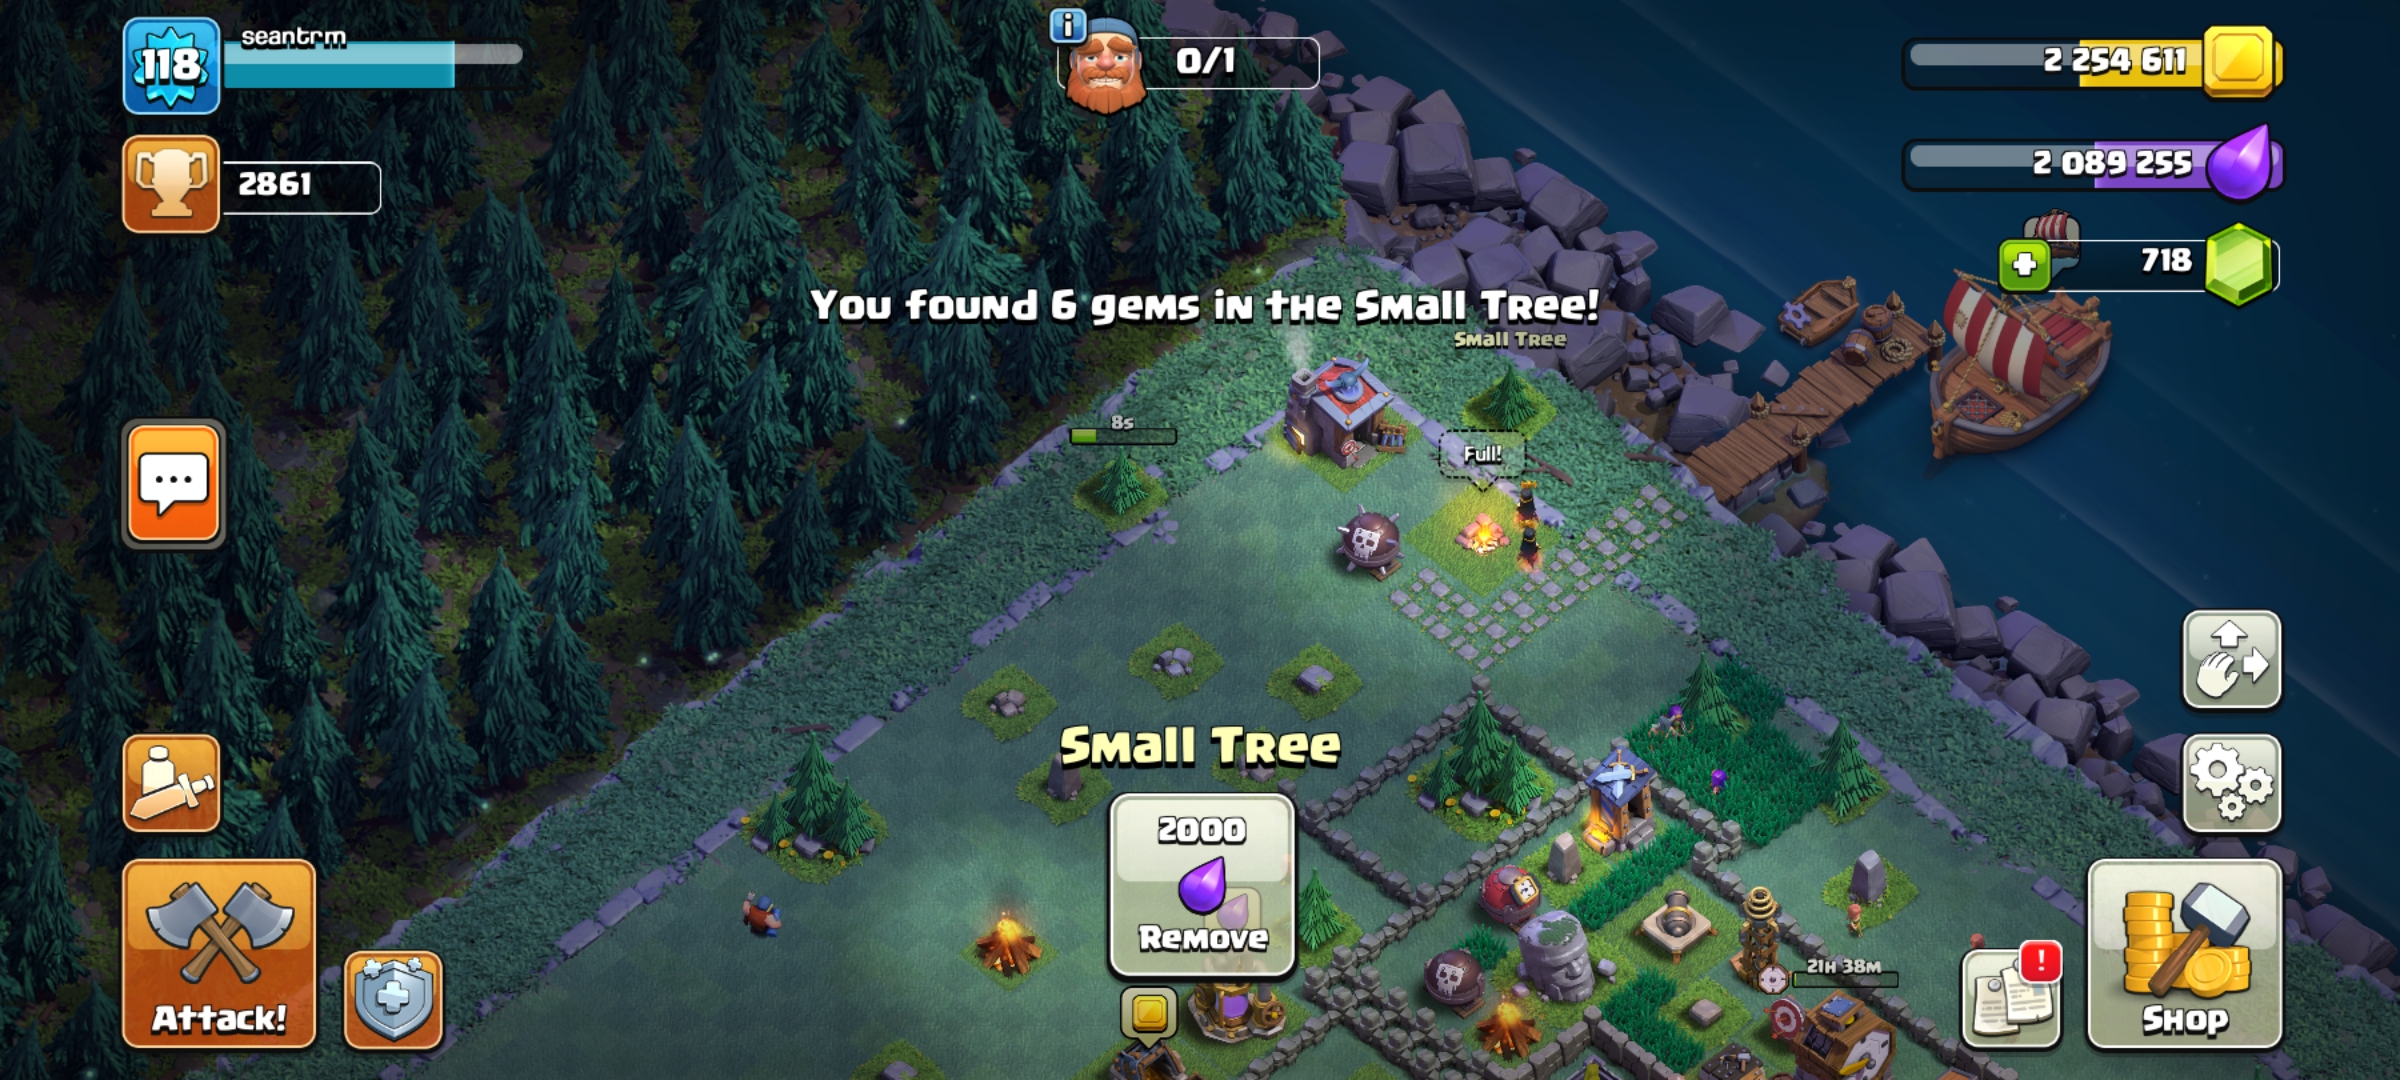 118
seantrm
0/1
2 254 611
2861
2 089 255
718
You found 6 gems in the Small Tree!
Small Tree
8s
Full!
Small Tree
2000
Remove
21H 38M
!
Attack!
Shop